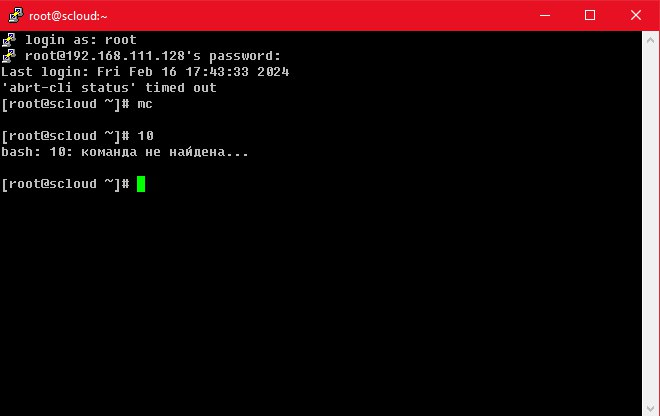 root@scloud:~
login as: root
root@192.168.111.128's password:
Last login: Fri Feb 16 17:43:33 2024
'abrt-cli status' timed out
[root@scloud ~]# mc
[root@scloud ~]# 10
bash: 10: команда не найдена...
[root@scloud ~]#